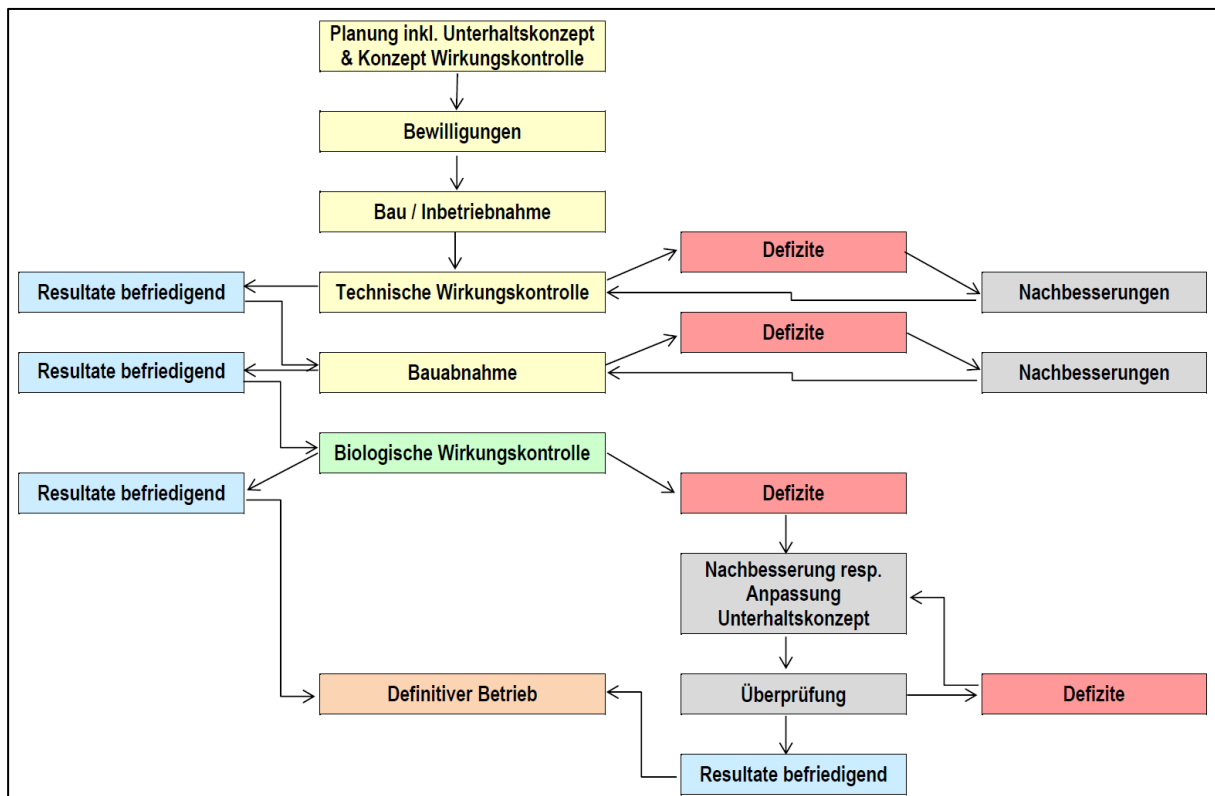 Planung inkl. Unterhaltskonzept
& Konzept Wirkungskontrolle
Bewilligungen
Bau / Inbetriebnahme
Defizite
Resultate befriedigend
Technische Wirkungskontrolle
Nachbesserungen
Defizite
Resultate befriedigend
Bauabnahme
Nachbesserungen
Biologische Wirkungskontrolle
Resultate befriedigend
Defizite
Nachbesserung resp.
Anpassung
Unterhaltskonzept
Definitiver Betrieb
Überprüfung
Defizite
Resultate befriedigend